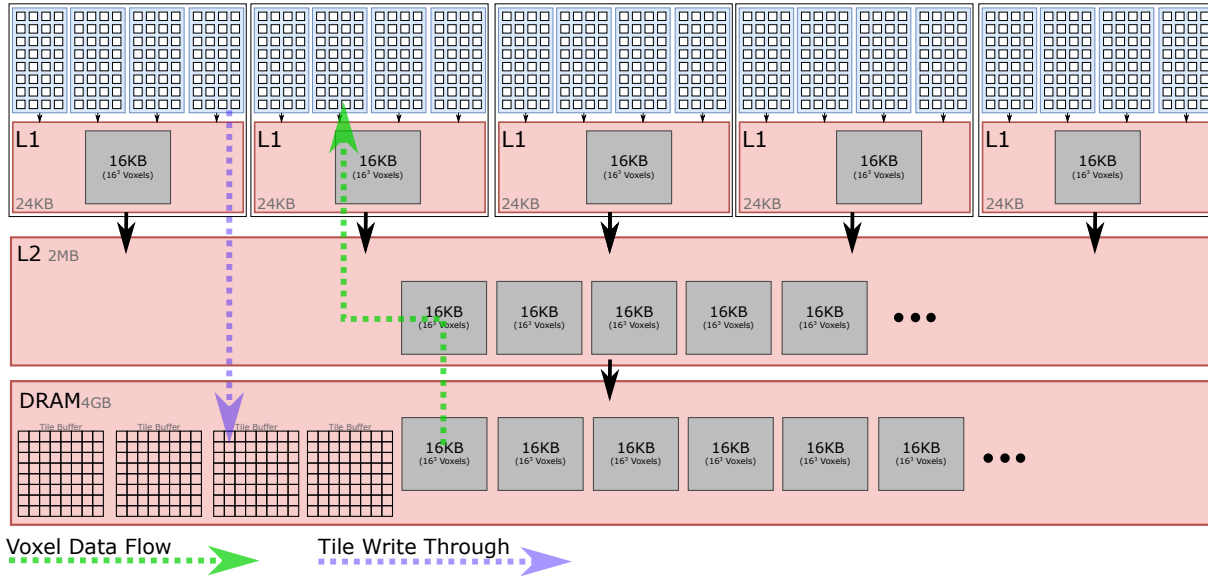 L1
16KB
(16³ Voxels)
24KB
L1
16KB
(16³ Voxels)
24KB
L1
16KB
(16³ Voxels)
24KB
L1
16KB
(16³ Voxels)
24KB
L1
16KB
(16³ Voxels)
24KB
L2 2MB
16KB
(16³ Voxels)
16KB
(16³ Voxels)
16KB
(16³ Voxels)
16KB
(16³ Voxels)
16KB
(16³ Voxels)
●●●
DRAM 4GB
Tile Buffer
Tile Buffer
Tile Buffer
Tile Buffer
16KB
(16³ Voxels)
16KB
(16³ Voxels)
16KB
(16³ Voxels)
16KB
(16³ Voxels)
16KB
(16³ Voxels)
16KB
(16³ Voxels)
●●●
Voxel Data Flow
Tile Write Through